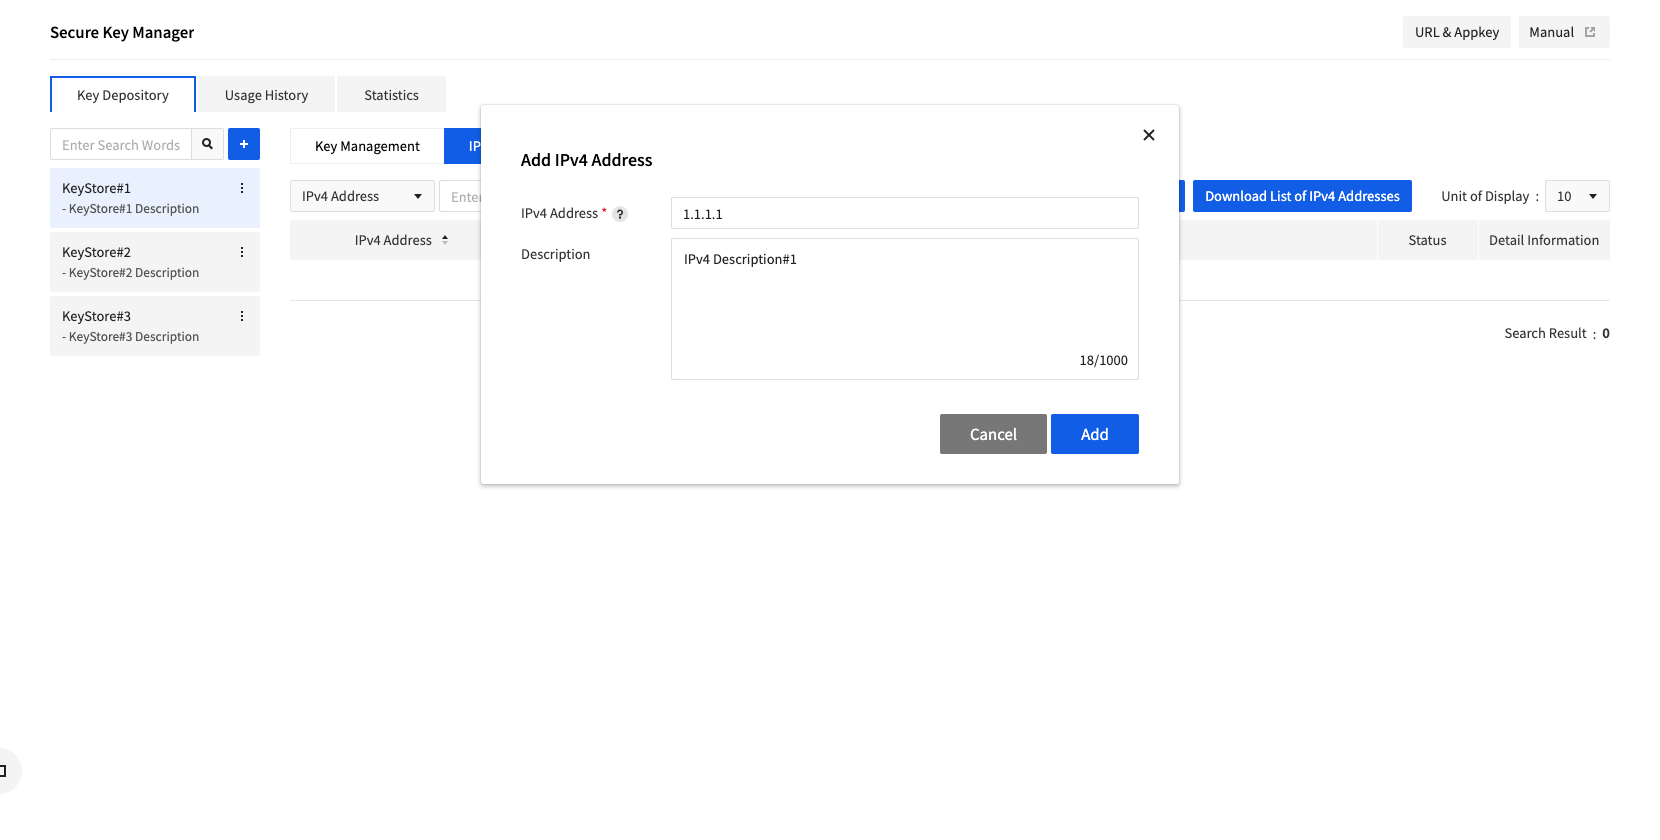 Secure Key Manager
URL & Appkey
Manual
Key Depository
Usage History
Statistics
Enter Search Words
+
KeyStore#1
- KeyStore#1 Description
KeyStore#2
- KeyStore#2 Description
KeyStore#3
- KeyStore#3 Description
Key Management
IP
IPv4 Address
Enter
Download List of IPv4 Addresses
Unit of Display :
10
IPv4 Address
Status
Detail Information
Search Result : 0
Add IPv4 Address
IPv4 Address * ?
1.1.1.1
Description
IPv4 Description#1
18/1000
Cancel
Add